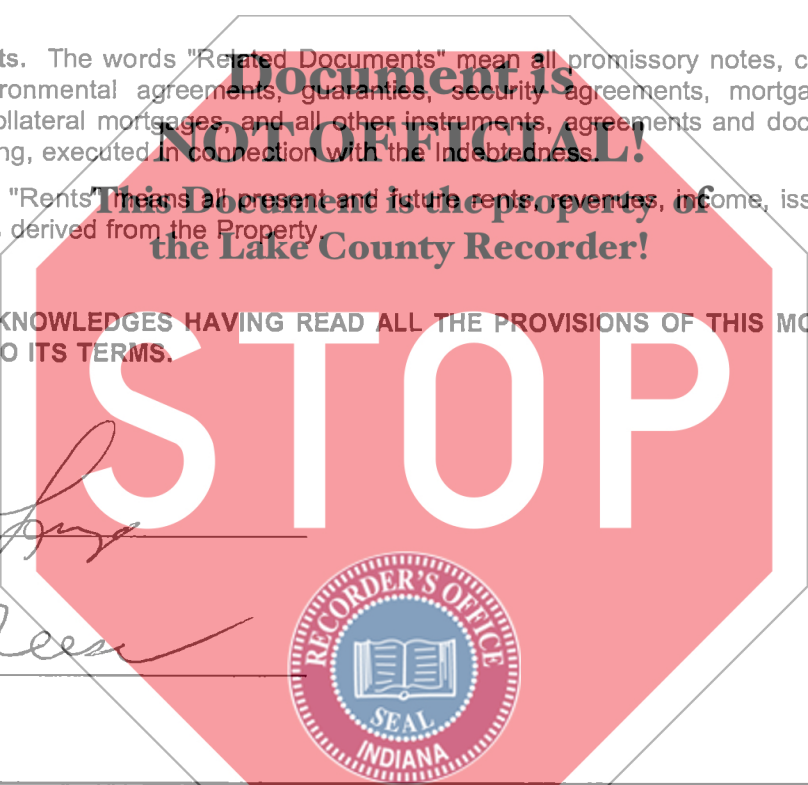 ts. The words "Related Documents" mean all promissory notes, c
ronmental agreements, guaranties, security agreements, mortga
ollateral mortgages, and all other instruments, agreements and doc
ng, executed in connection with the Indebtedness.
"Rents" means all present and future rents, revenues, income, iss
derived from the Property.
KNOWLEDGES HAVING READ ALL THE PROVISIONS OF THIS MO
O ITS TERMS.
Document is
NOT OFFICIAL!
This Document is the property of
the Lake County Recorder!
STOP
RECORDER'S OFFICE
SEAL
INDIANA